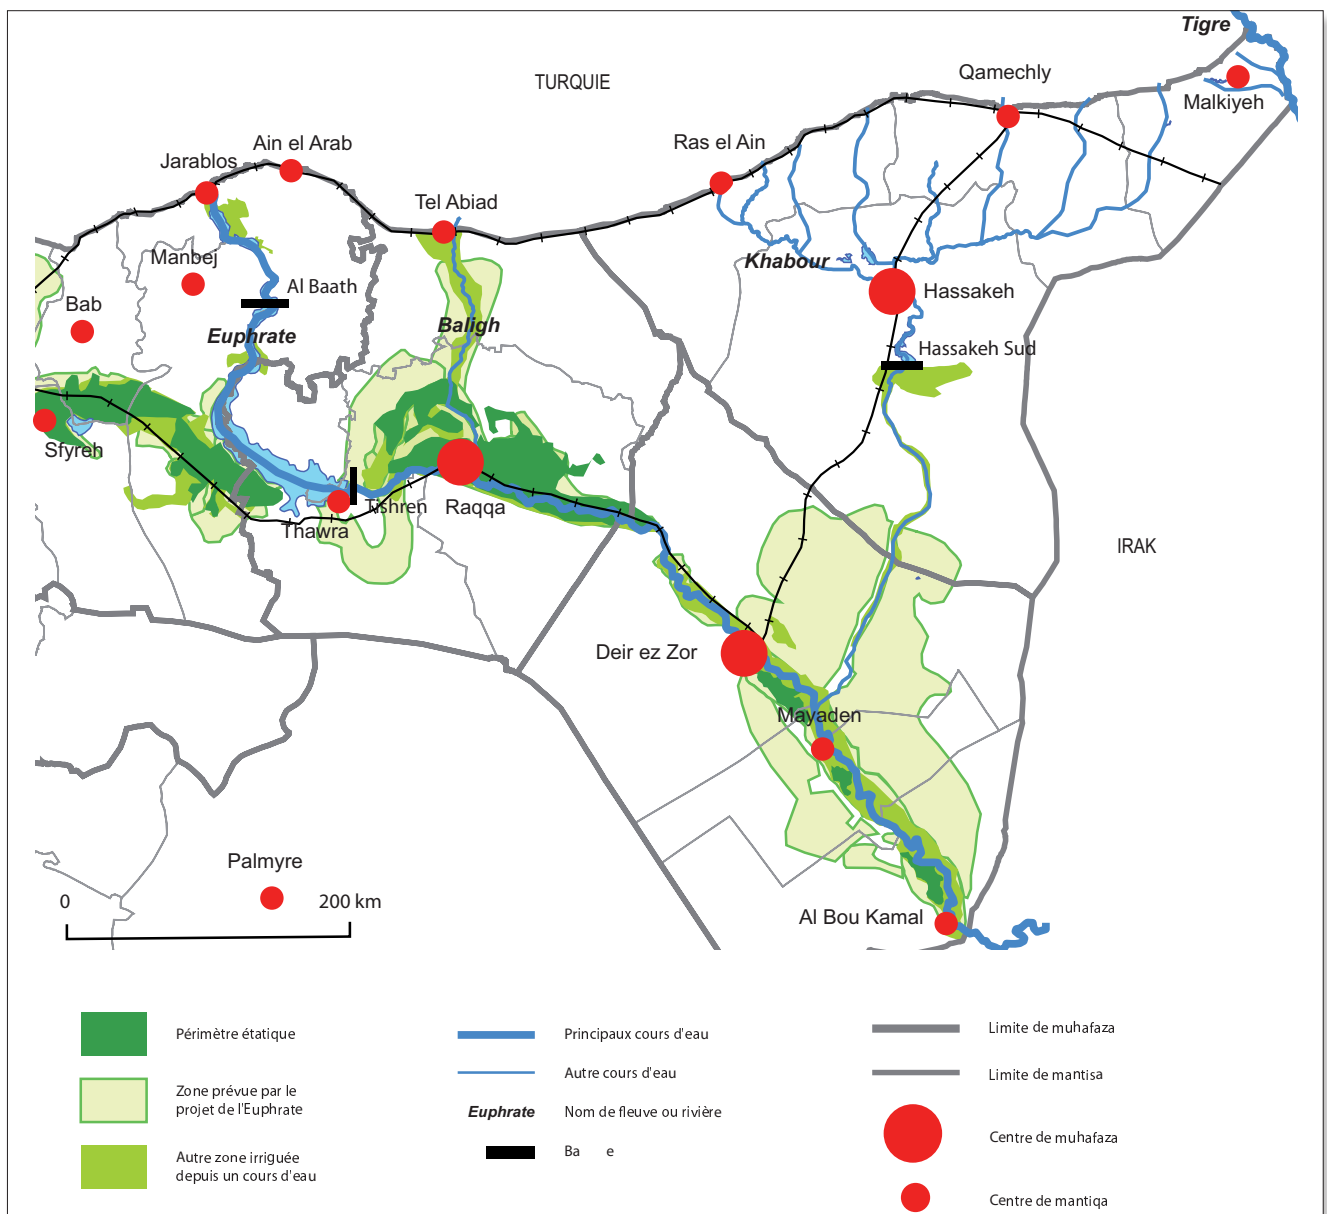 Tigre
TURQUIE
Qamechly
Malkiyeh
Ras el Ain
Ain el Arab
Jarablos
Tel Abiad
Manbej
Khabour
Al Baath
Hassakeh
Bab
Baligh
Euphrate
Hassakeh Sud
Sfyreh
Tishren
Raqqa
Thawra
IRAK
Deir ez Zor
Mayaden
Palmyre
0
200 km
Al Bou Kamal
Périmètre étatique
Zone prévue par le
projet de l'Euphrate
Autre zone irriguée
depuis un cours d'eau
Principaux cours d'eau
Autre cours d'eau
Euphrate
Nom de fleuve ou rivière
Ba e
Limite de muhafaza
Limite de mantisa
Centre de muhafaza
Centre de mantiqa